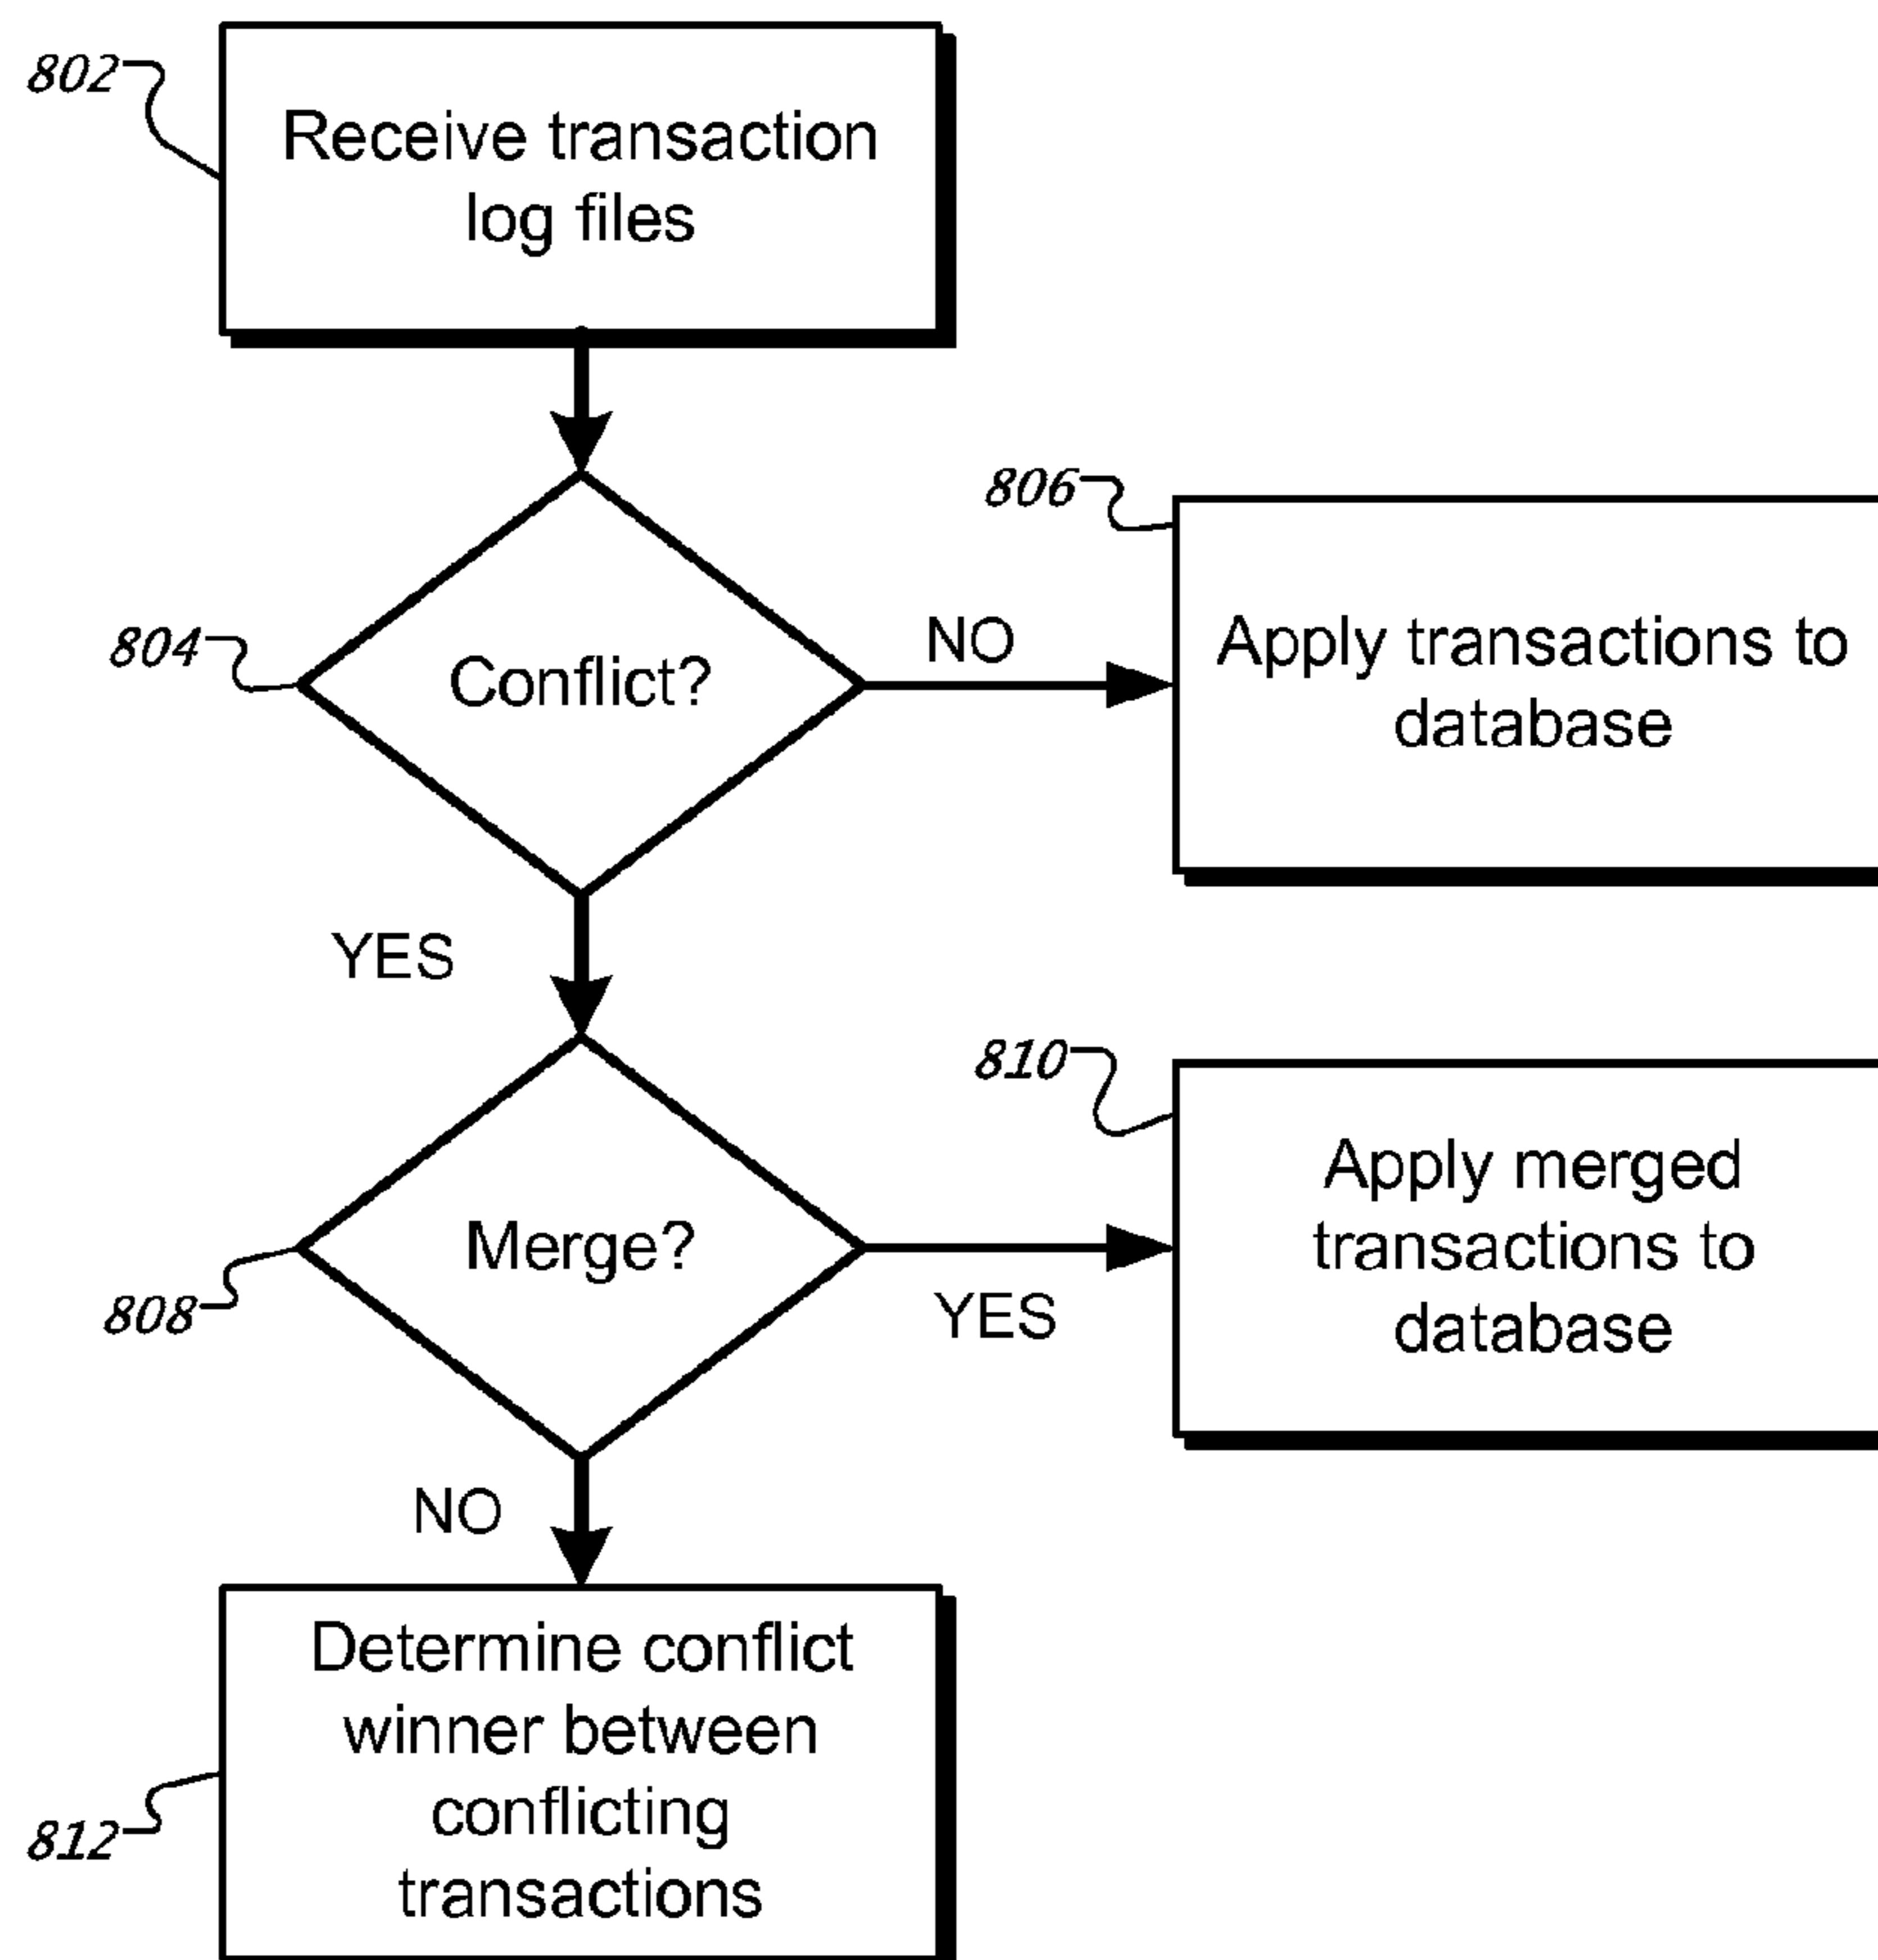 802
Receive transaction
log files
804
Conflict?
NO
806
Apply transactions to
database
YES
808
Merge?
YES
810
Apply merged
transactions to
database
NO
812
Determine conflict
winner between
conflicting
transactions